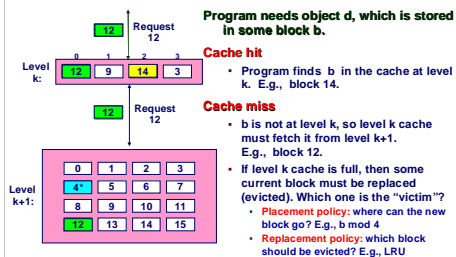 12
Request
12
0 1 2 3
Level
k:
12 9 14 3
12
Request
12
Level
k+1:
0 1 2 3
4* 5 6 7
8 9 10 11
12 13 14 15
Program needs object d, which is stored
in some block b.
Cache hit
▪ Program finds b in the cache at level
k. E.g., block 14.
Cache miss
▪ b is not at level k, so level k cache
must fetch it from level k+1.
E.g., block 12.
▪ If level k cache is full, then some
current block must be replaced
(evicted). Which one is the “victim”?
• Placement policy: where can the new
block go? E.g., b mod 4
• Replacement policy: which block
should be evicted? E.g., LRU